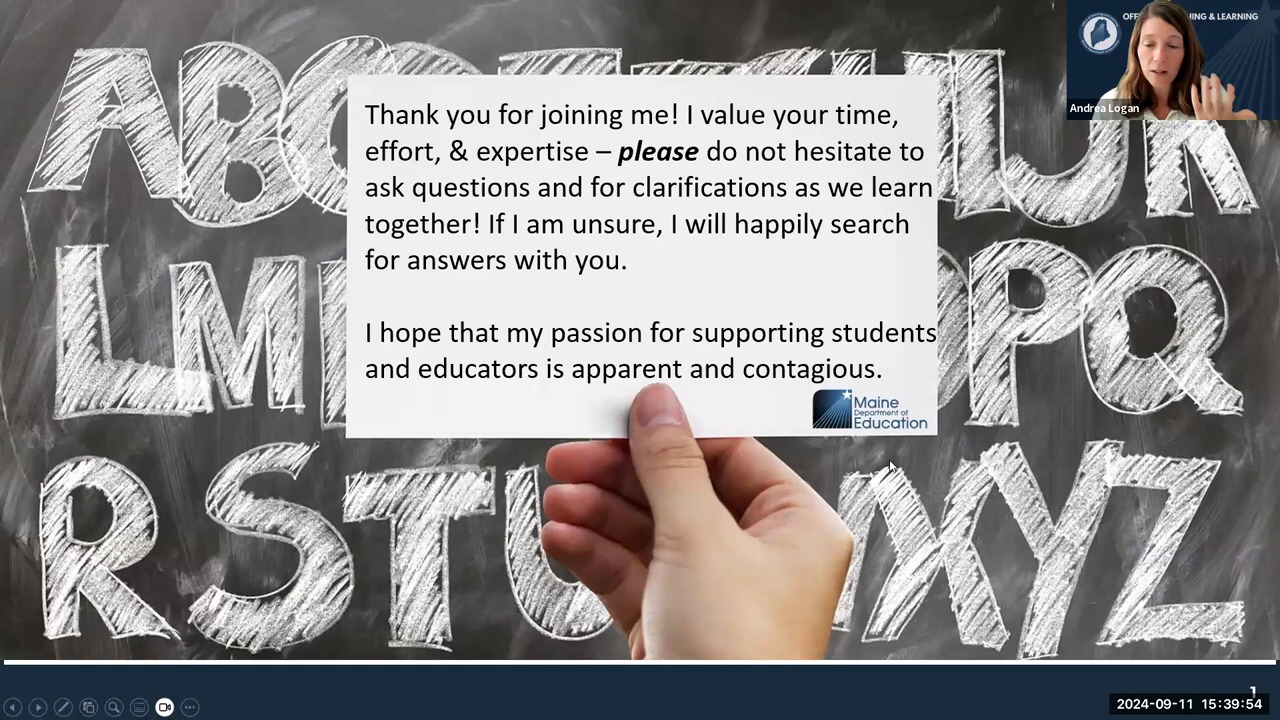 A B C
L M P Q
R S T U X Y Z
Thank you for joining me! I value your time,
effort, & expertise – please do not hesitate to
ask questions and for clarifications as we learn
together! If I am unsure, I will happily search
for answers with you.
I hope that my passion for supporting students
and educators is apparent and contagious.
Maine
Department of
Education
NING & LEARNING
Andrea Logan
1
2024-09-11 15:39:54